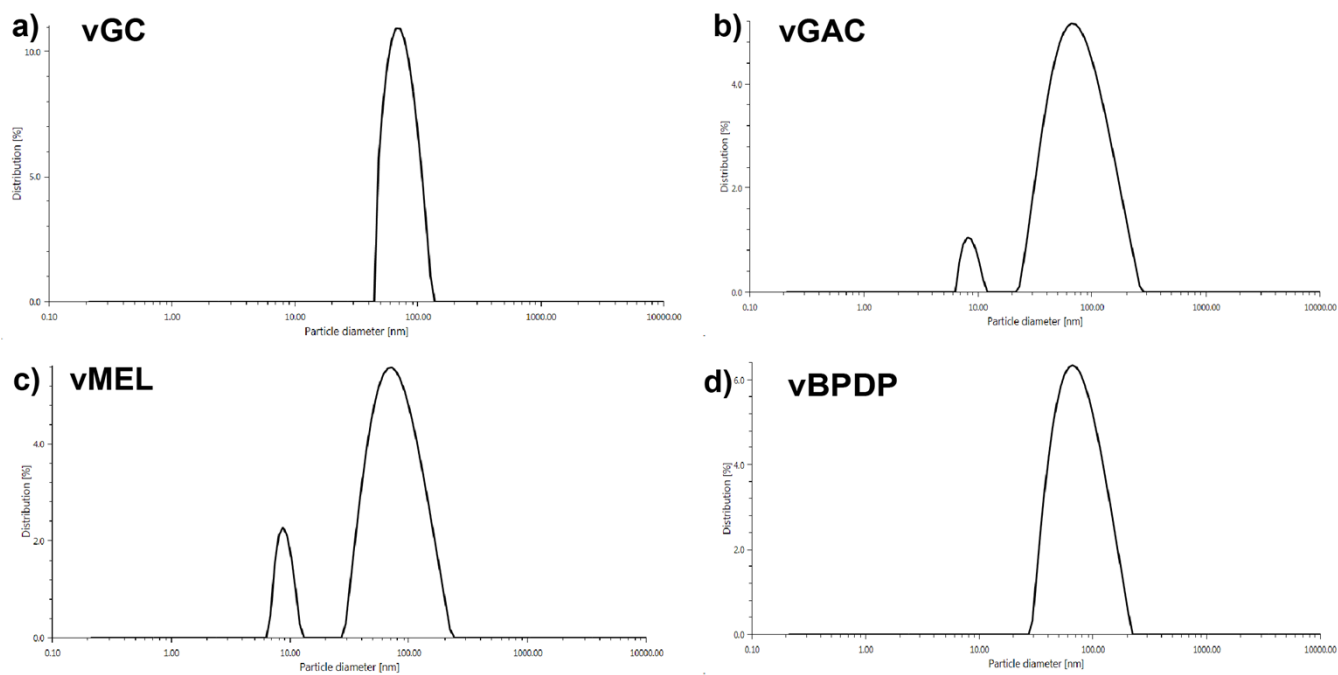 a) vGC
10.0
5.0
0.0
Distribution [%]
0.10 1.00 10.00 100.00 1000.00 10000.00
Particle diameter [nm]
b) vGAC
4.0
2.0
0.0
Distribution [%]
0.10 1.00 10.00 100.00 1000.00 10000.00
Particle diameter [nm]
c) vMEL
4.0
2.0
0.0
Distribution [%]
0.10 1.00 10.00 100.00 1000.00 10000.00
Particle diameter [nm]
d) vBPDP
6.0
4.0
2.0
0.0
Distribution [%]
0.10 1.00 10.00 100.00 1000.00 10000.00
Particle diameter [nm]